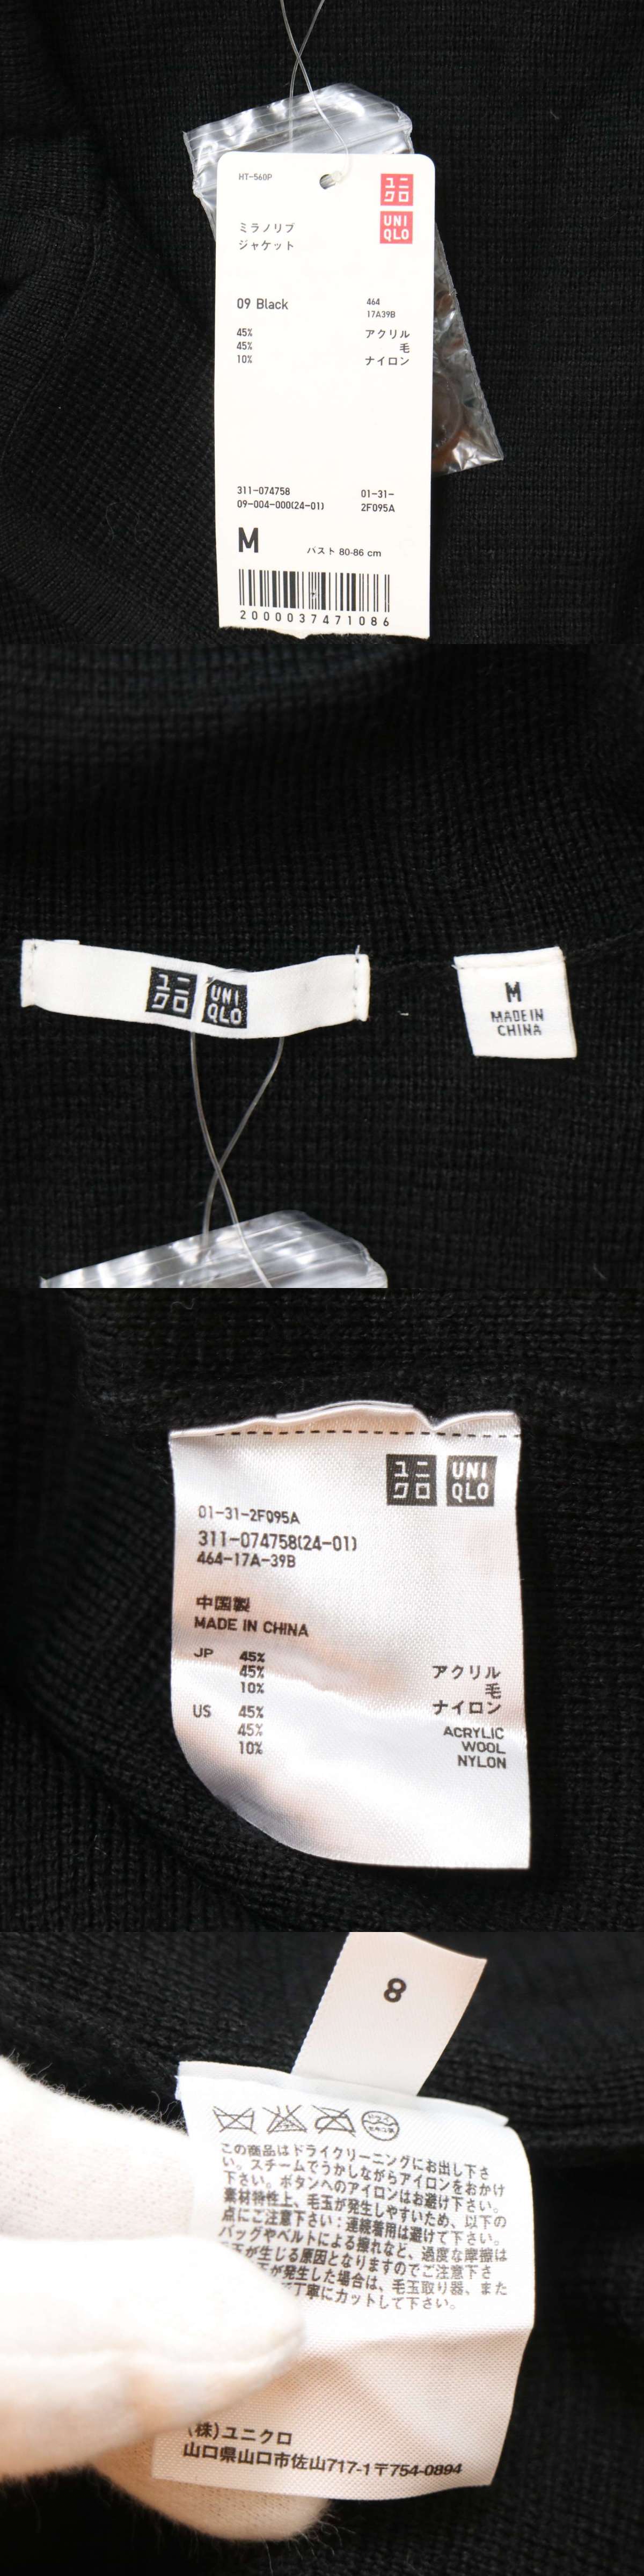 HT-560P
ユニ
クロ
UNI
QLO
ミラノリブ
ジャケット
09 Black
464
17A39B
45% アクリル
45% 毛
10% ナイロン
311-074758 01-31-
09-004-000(24-01) 2F095A
M バスト 80-86 cm
2000037471086
ユニ UNI
クロ QLO
M
MADE IN
CHINA
ユニ UNI
クロ QLO
01-31-2F095A
311-074758(24-01)
464-17A-39B
中国製
MADE IN CHINA
JP 45% アクリル
45% 毛
10% ナイロン
US 45% ACRYLIC
45% WOOL
10% NYLON
8
ドライ
この商品はドライクリーニングにお出し下さ
い。スチームでうかしながらアイロンをおかけ
下さい。ボタンへのアイロンはお避け下さい。
素材特性上、毛玉が発生しやすいため、以下の
点にご注意下さい：連続着用は避けて下さい。
バッグやベルトによる擦れなど、過度な摩擦は
玉が生じる原因となりますのでご注意下さ
が発生した場合は、毛玉取り器、また
丁寧にカットして下さい。
(株)ユニクロ
山口県山口市佐山717-1〒754-0894